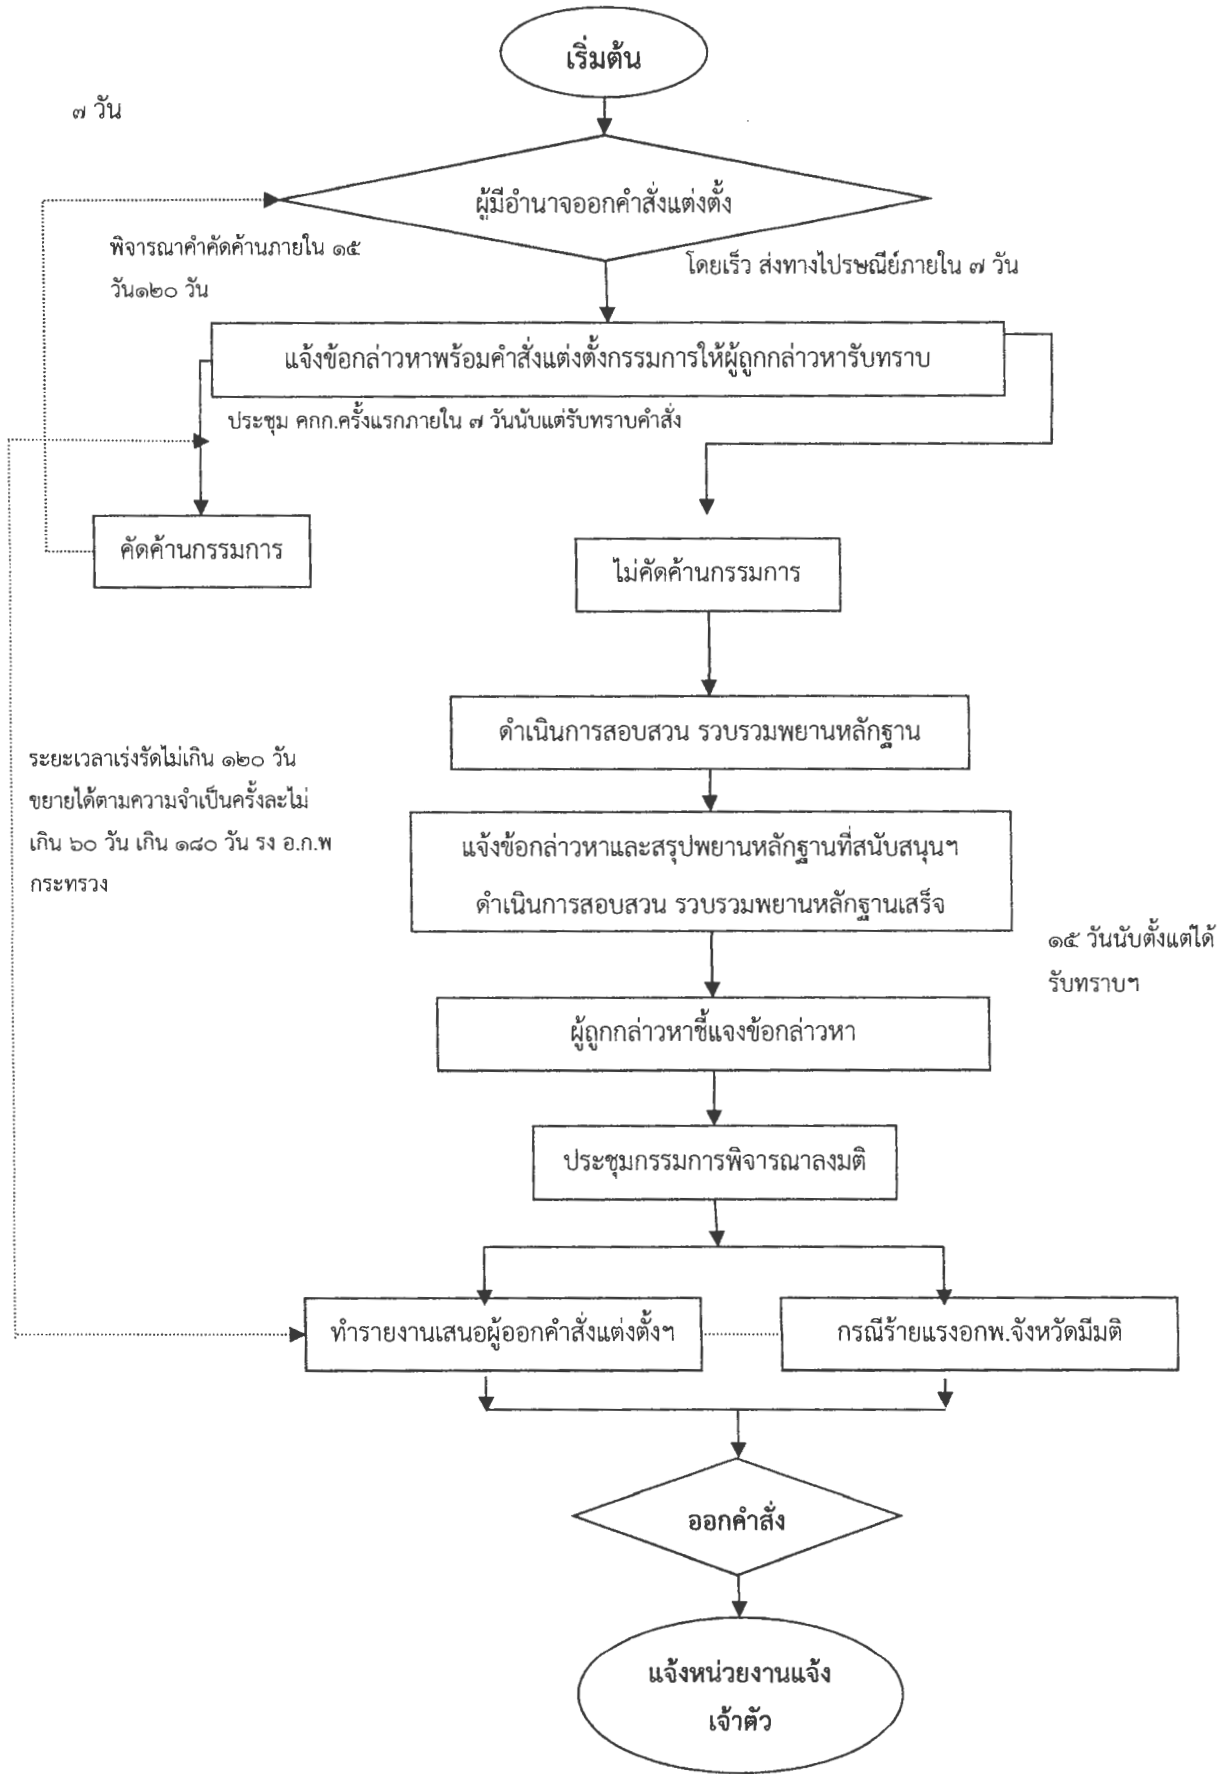 เริ่มต้น
๗ วัน
ผู้มีอำนาจออกคำสั่งแต่งตั้ง
พิจารณาคำคัดค้านภายใน ๑๕
วัน๑๒๐ วัน
โดยเร็ว ส่งทางไปรษณีย์ภายใน ๗ วัน
แจ้งข้อกล่าวหาพร้อมคำสั่งแต่งตั้งกรรมการให้ผู้ถูกกล่าวหารับทราบ
ประชุม คกก.ครั้งแรกภายใน ๗ วันนับแต่รับทราบคำสั่ง
คัดค้านกรรมการ
ไม่คัดค้านกรรมการ
ดำเนินการสอบสวน รวบรวมพยานหลักฐาน
ระยะเวลาเร่งรัดไม่เกิน ๑๒๐ วัน
ขยายได้ตามความจำเป็นครั้งละไม่
เกิน ๖๐ วัน เกิน ๑๘๐ วัน รง อ.ก.พ
กระทรวง
แจ้งข้อกล่าวหาและสรุปพยานหลักฐานที่สนับสนุนฯ
ดำเนินการสอบสวน รวบรวมพยานหลักฐานเสร็จ
๑๕ วันนับตั้งแต่ได้
รับทราบฯ
ผู้ถูกกล่าวหาชี้แจงข้อกล่าวหา
ประชุมกรรมการพิจารณาลงมติ
ทำรายงานเสนอผู้ออกคำสั่งแต่งตั้งฯ
กรณีร้ายแรงอกพ.จังหวัดมีมติ
ออกคำสั่ง
แจ้งหน่วยงานแจ้ง
เจ้าตัว